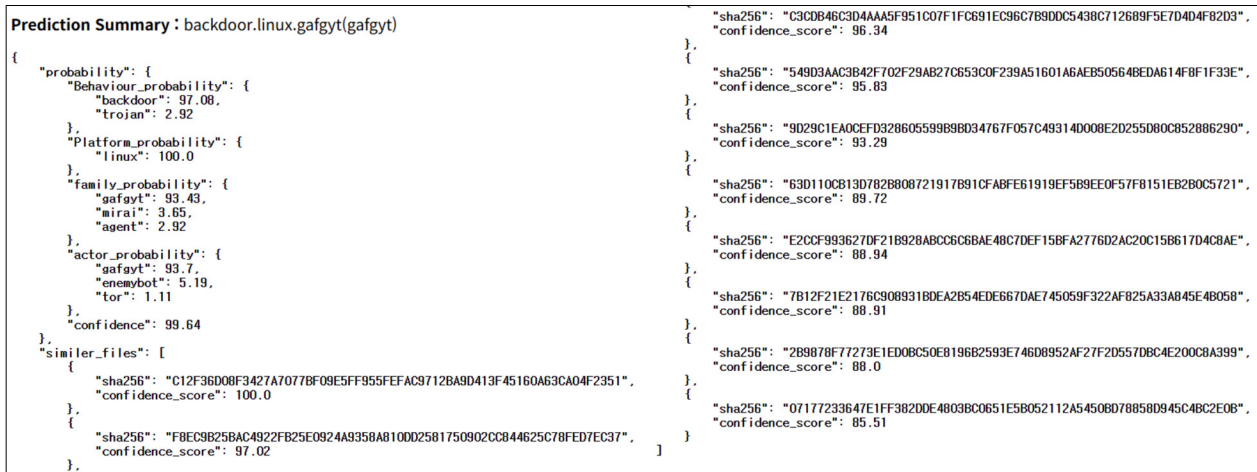 Prediction Summary : backdoor.linux.gafgyt(gafgyt)
{
    "probability": {
        "Behaviour_probability": {
            "backdoor": 97.08,
            "trojan": 2.92
        },
        "Platform_probability": {
            "linux": 100.0
        },
        "family_probability": {
            "gafgyt": 93.43,
            "mirai": 3.65,
            "agent": 2.92
        },
        "actor_probability": {
            "gafgyt": 93.7,
            "enemybot": 5.19,
            "tor": 1.11
        },
        "confidence": 99.64
    },
    "similer_files": [
        {
            "sha256": "C12F36D08F3427A7077BF09E5FF955FEFAC9712BA9D413F45160A63CA04F2351",
            "confidence_score": 100.0
        },
        {
            "sha256": "F8EC9B25BAC4922FB25E0924A9358A810DD2581750902CC844625C78FED7EC37",
            "confidence_score": 97.02
        },
        {
            "sha256": "C3CDB46C3D4AAA5F951C07F1FC691EC96C7B9DDC5438C712689F5E7D4D4F82D3",
            "confidence_score": 96.34
        },
        {
            "sha256": "549D3AAC3B42F702F29AB27C653C0F239A51601A6AEB50564BEDA614F8F1F33E",
            "confidence_score": 95.83
        },
        {
            "sha256": "9D29C1EA0CEFD328605599B9BD34767F057C49314D008E2D255D80C852886290",
            "confidence_score": 93.29
        },
        {
            "sha256": "63D110CB13D782B808721917B91CFABFE61919EF5B9EE0F57F8151EB2B0C5721",
            "confidence_score": 89.72
        },
        {
            "sha256": "E2CCF993627DF21B928ABCC6C6BAE48C7DEF15BFA2776D2AC20C15B617D4C8AE",
            "confidence_score": 88.94
        },
        {
            "sha256": "7B12F21E2176C908931BDEA2B54EDE667DAE745059F322AF825A33A845E4B058",
            "confidence_score": 88.91
        },
        {
            "sha256": "2B9878F77273E1ED0BC50E8196B2593E746D8952AF27F2D557DBC4E200C8A399",
            "confidence_score": 88.0
        },
        {
            "sha256": "07177233647E1FF382DDE4803BC0651E5B052112A5450BD78858D945C4BC2E0B",
            "confidence_score": 85.51
        }
    ]